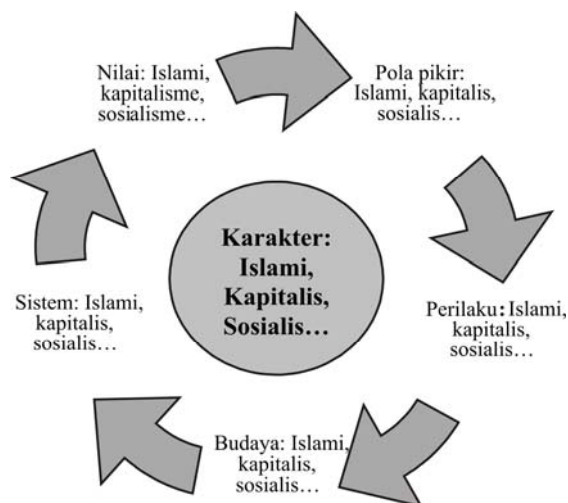 Nilai: Islami,
kapitalisme,
sosialisme…
Pola pikir:
Islami, kapitalis,
sosialis…
Karakter:
Islami,
Kapitalis,
Sosialis…
Sistem: Islami,
kapitalis,
sosialis…
Perilaku: Islami,
kapitalis,
sosialis…
Budaya: Islami,
kapitalis,
sosialis…